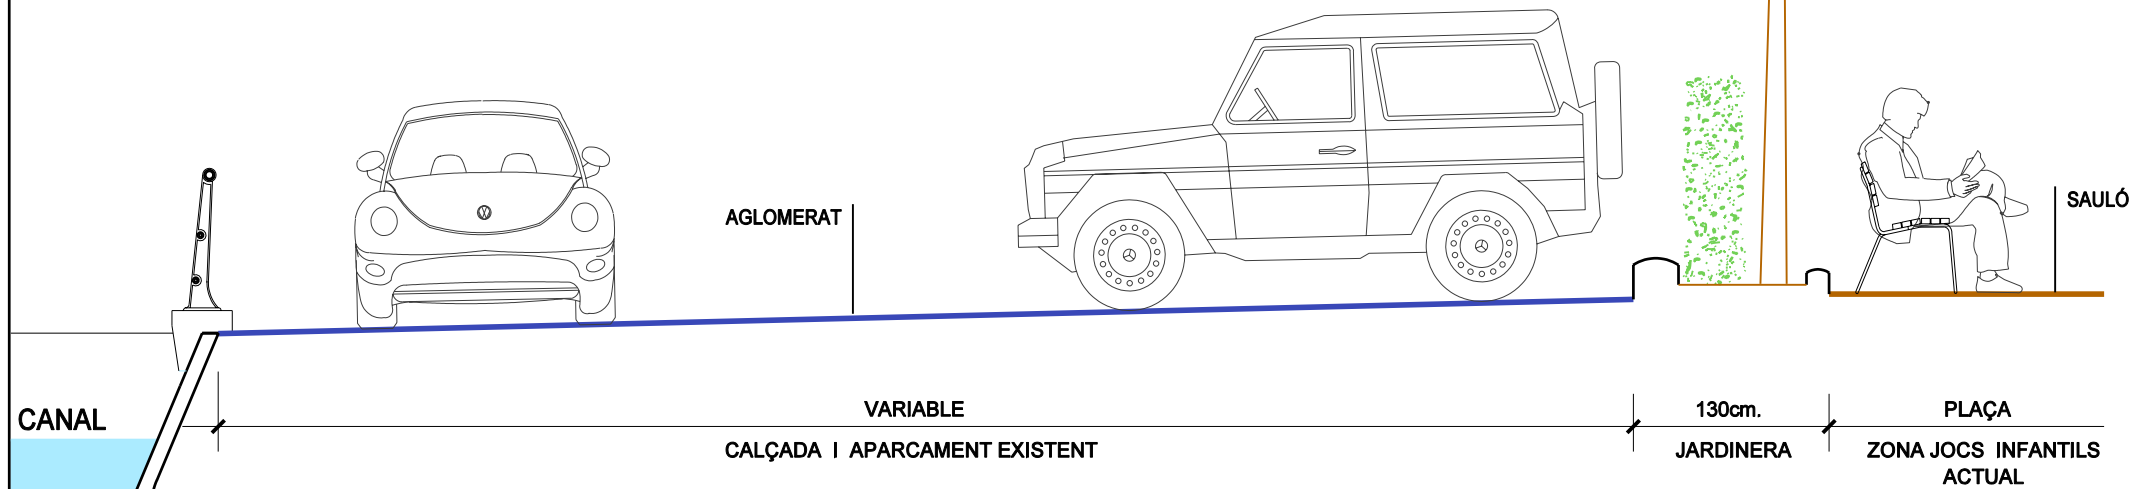 AGLOMERAT
SAULÓ
CANAL
VARIABLE
130cm.
PLAÇA
CALÇADA I APARCAMENT EXISTENT
JARDINERA
ZONA JOCS INFANTILS
ACTUAL